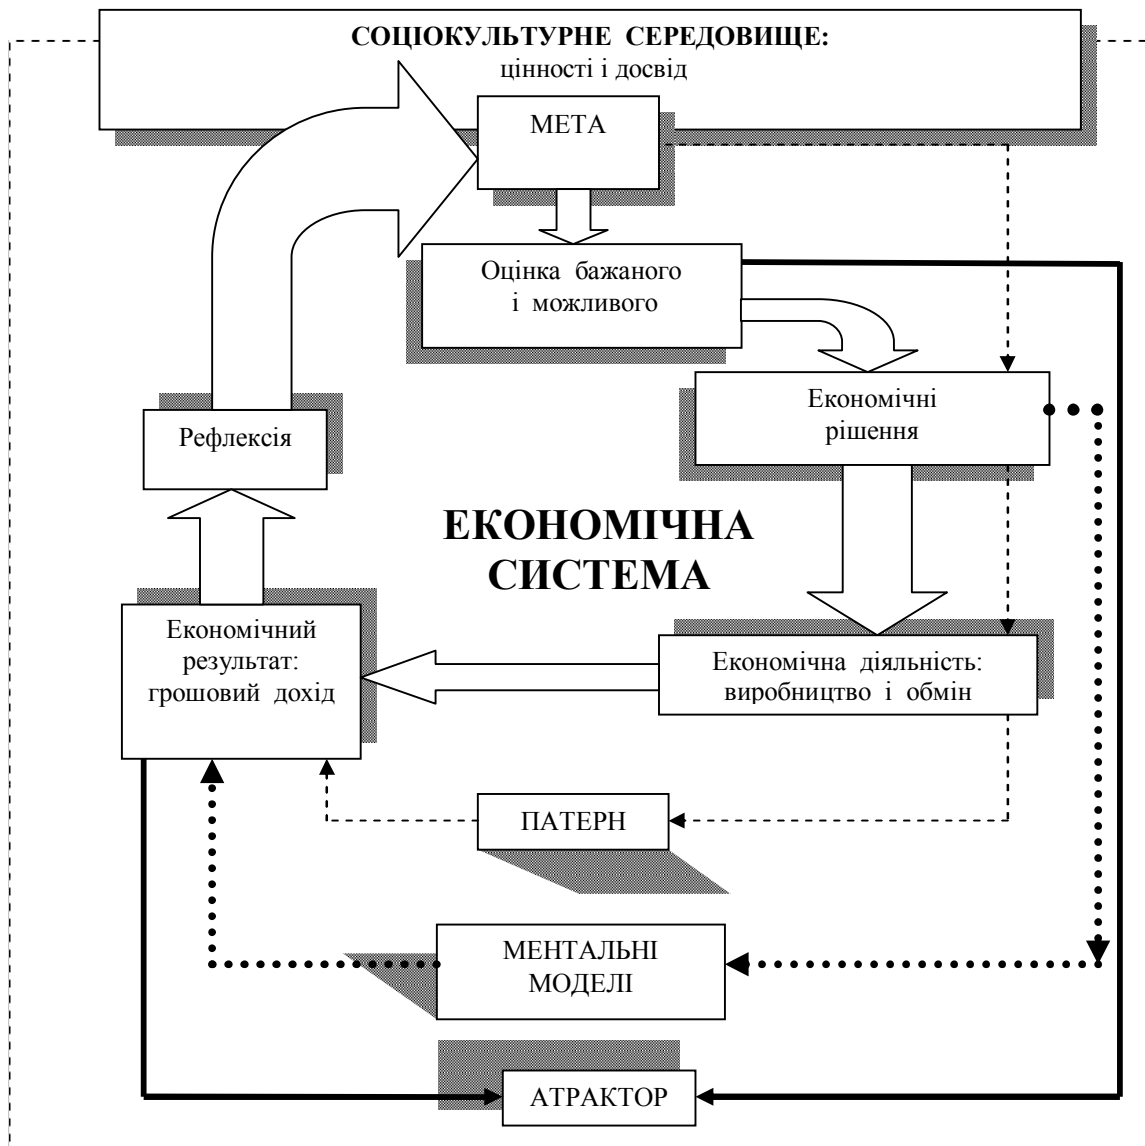 СОЦІОКУЛЬТУРНЕ СЕРЕДОВИЩЕ:
цінності і досвід
МЕТА
Оцінка бажаного
і можливого
Економічні
рішення
Рефлексія
ЕКОНОМІЧНА
СИСТЕМА
Економічний
результат:
грошовий дохід
Економічна діяльність:
виробництво і обмін
ПАТЕРН
МЕНТАЛЬНІ
МОДЕЛІ
АТРАКТОР